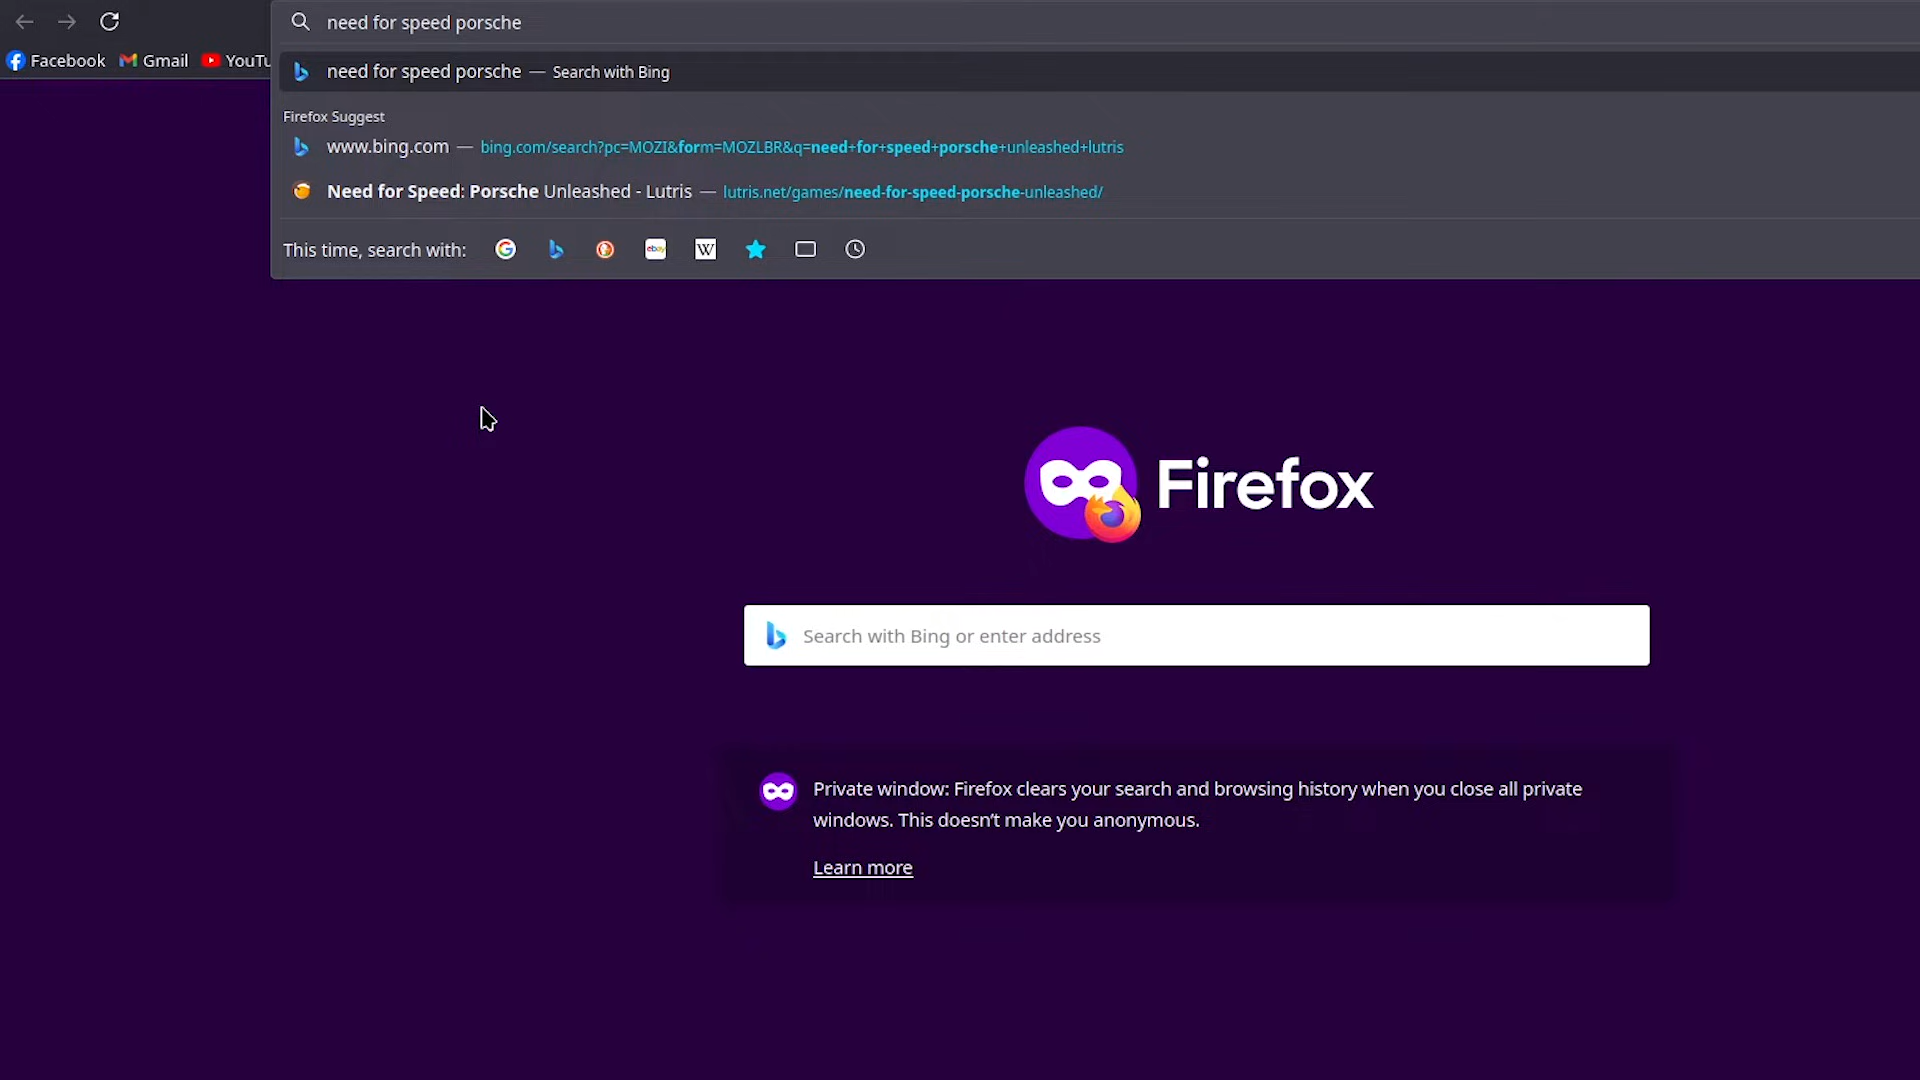 need for speed porsche
Facebook Gmail YouTu
need for speed porsche — Search with Bing
Firefox Suggest
www.bing.com — bing.com/search?pc=MOZI&form=MOZLBR&q=need+for+speed+porsche+unleashed+lutris
Need for Speed: Porsche Unleashed - Lutris — lutris.net/games/need-for-speed-porsche-unleashed/
This time, search with: G ebay W
Firefox
Search with Bing or enter address
Private window: Firefox clears your search and browsing history when you close all private
windows. This doesn’t make you anonymous.
Learn more